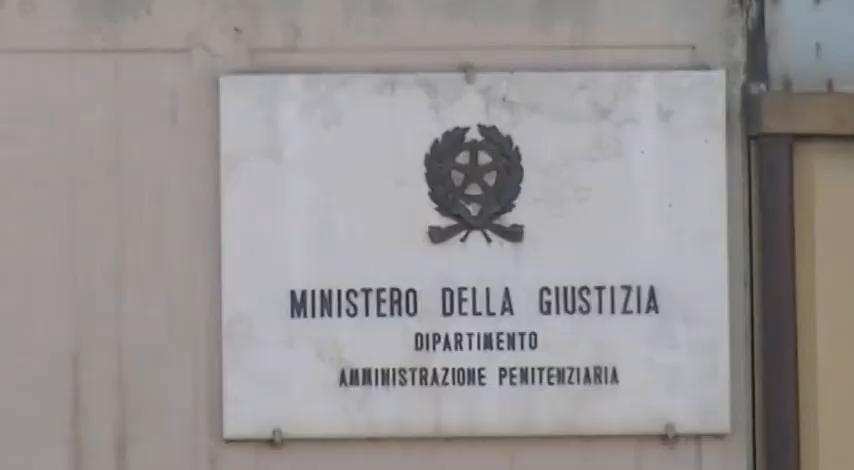 MINISTERO DELLA GIUSTIZIA
DIPARTIMENTO
AMMINISTRAZIONE PENITENZIARIA